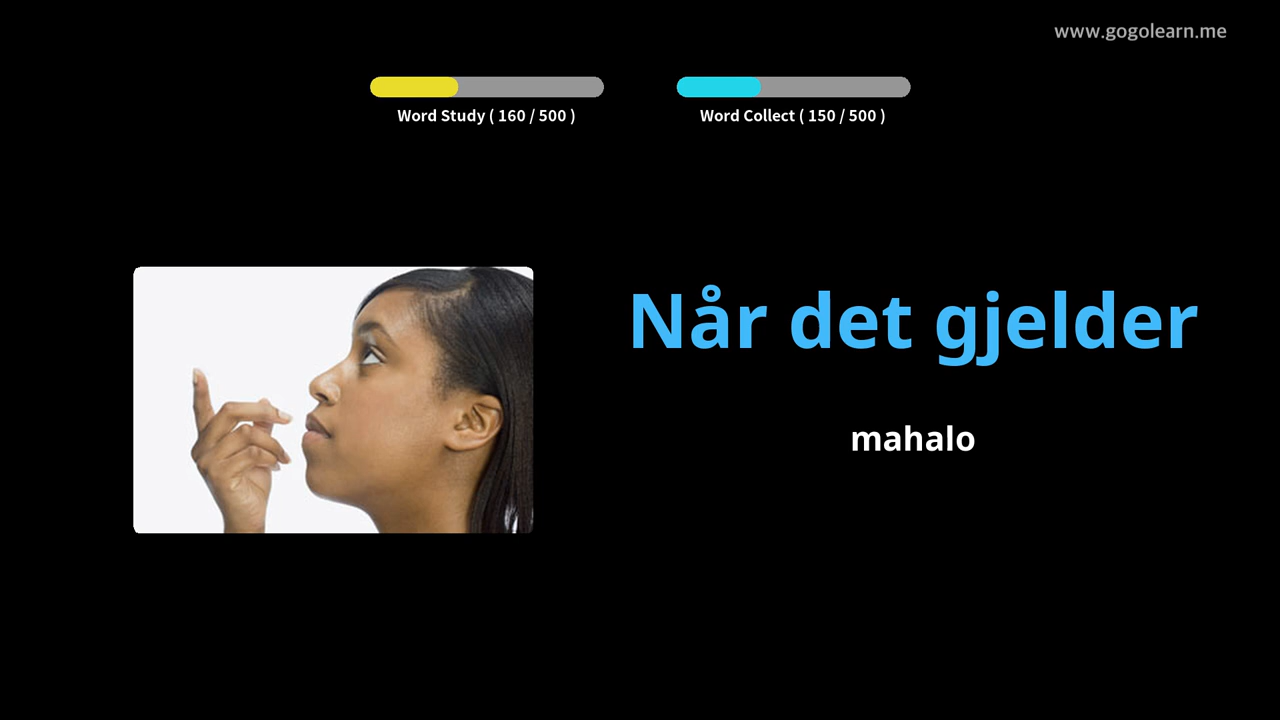 www.gogolearn.me
Word Study ( 160 / 500 )
Word Collect ( 150 / 500 )
Når det gjelder
mahalo